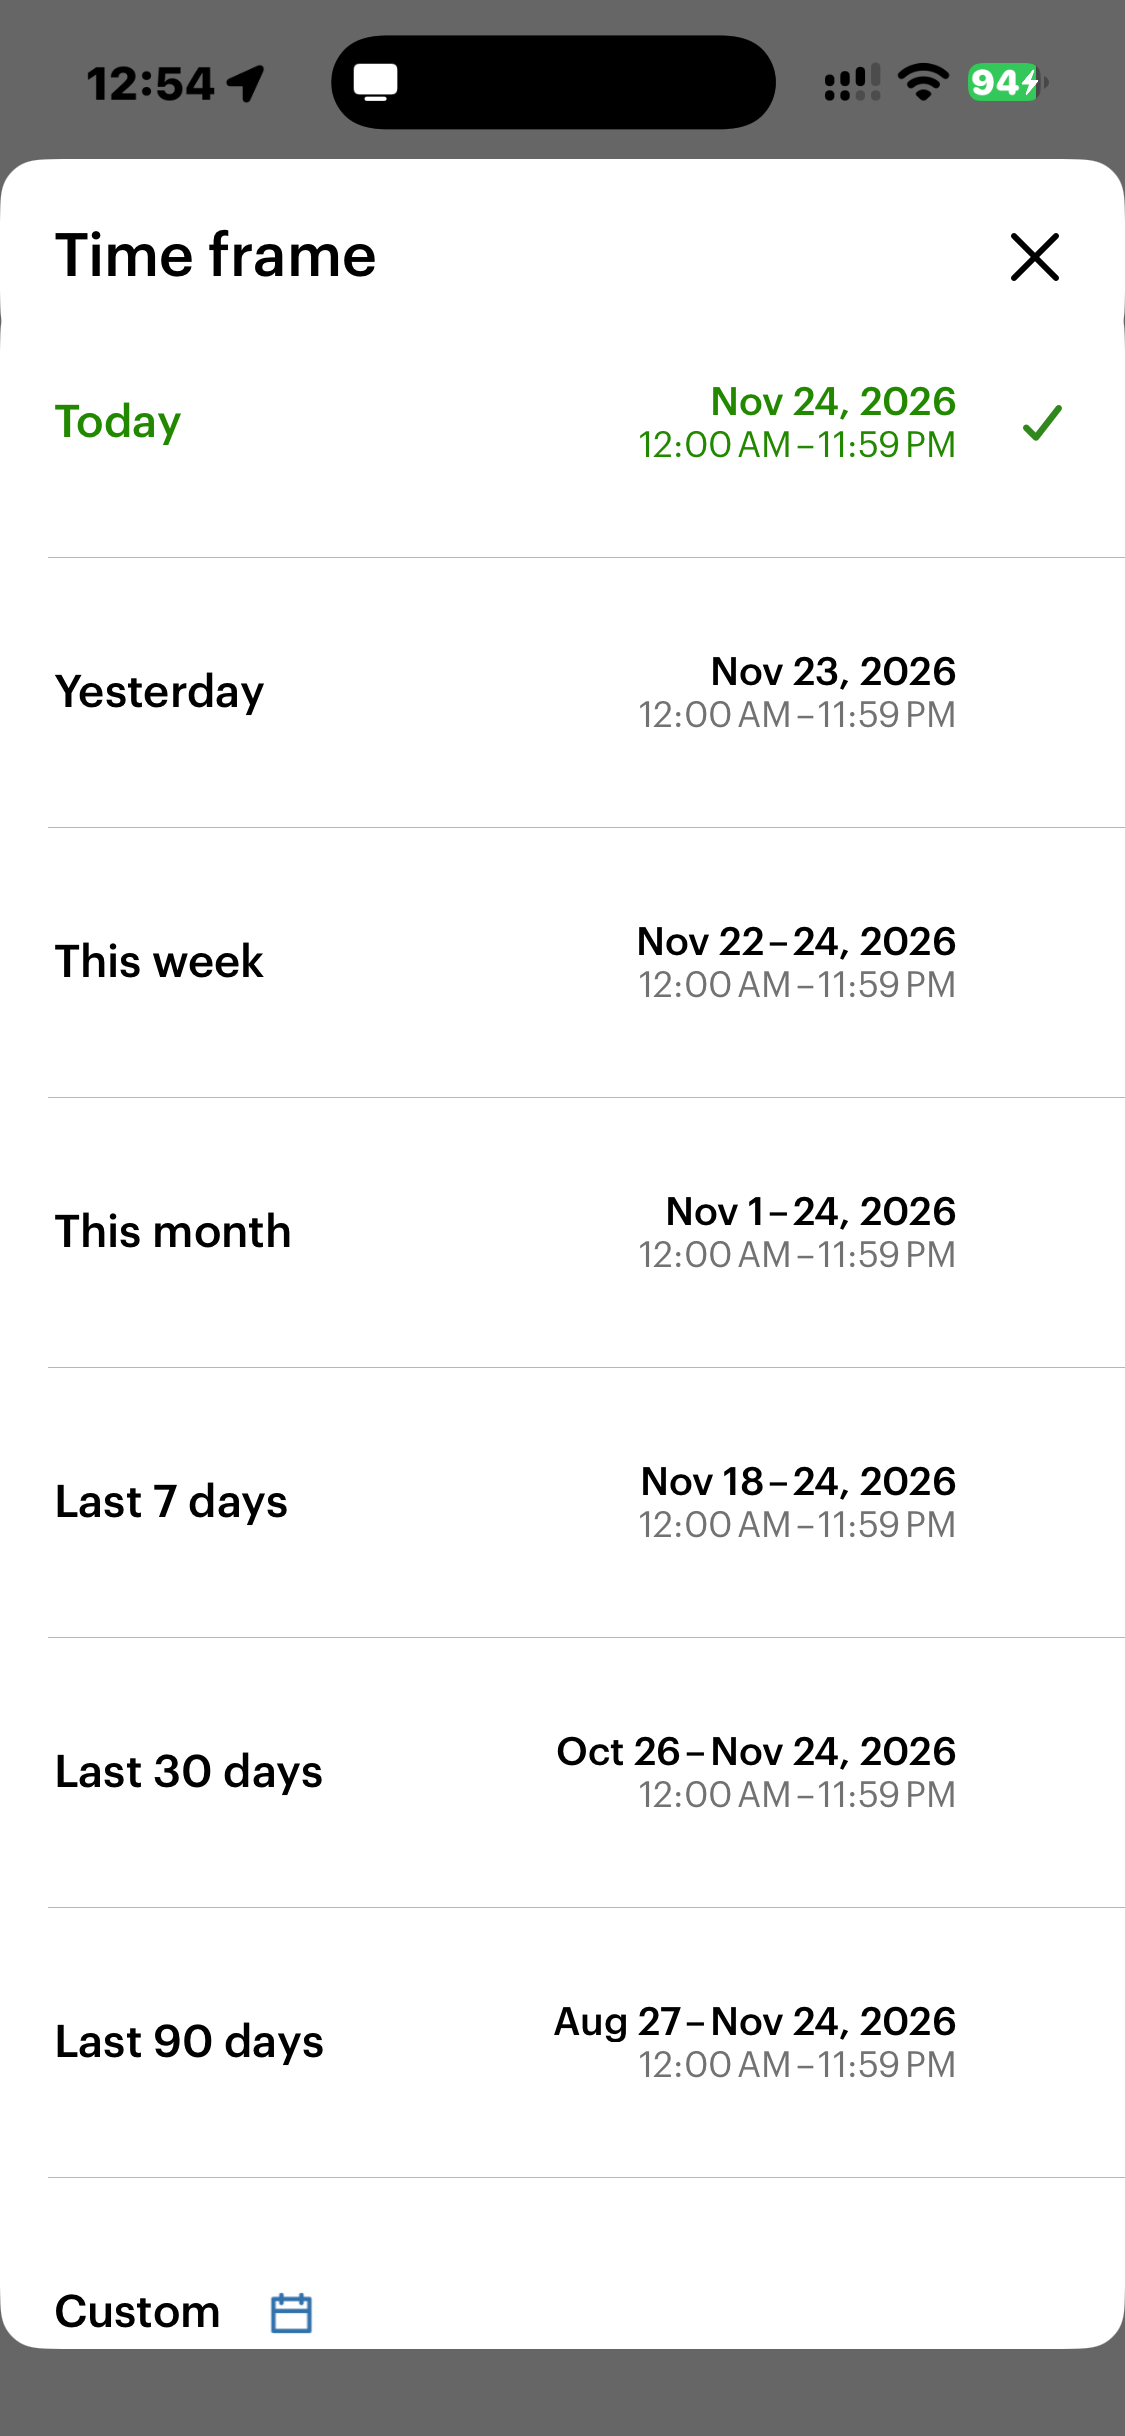 12:54
94
Time frame
Today
Nov 24, 2026
12:00 AM – 11:59 PM
Yesterday
Nov 23, 2026
12:00 AM – 11:59 PM
This week
Nov 22 – 24, 2026
12:00 AM – 11:59 PM
This month
Nov 1 – 24, 2026
12:00 AM – 11:59 PM
Last 7 days
Nov 18 – 24, 2026
12:00 AM – 11:59 PM
Last 30 days
Oct 26 – Nov 24, 2026
12:00 AM – 11:59 PM
Last 90 days
Aug 27 – Nov 24, 2026
12:00 AM – 11:59 PM
Custom